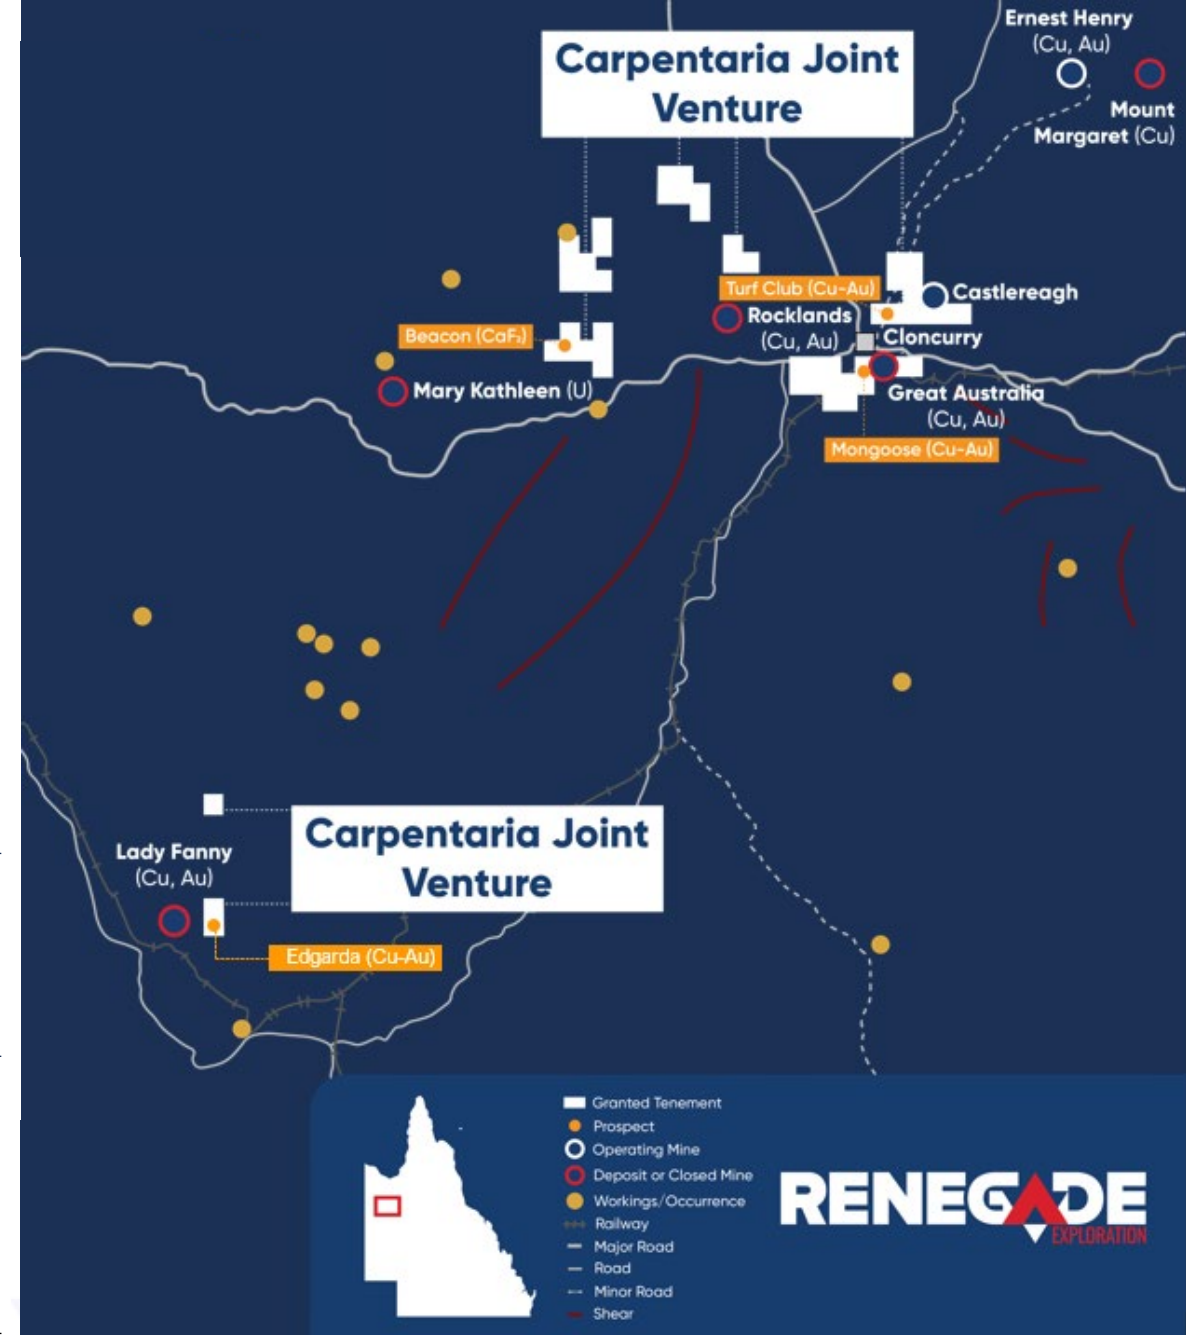 Ernest Henry
(Cu, Au)
Carpentaria Joint
Venture
Mount
Margaret (Cu)
Turf Club (Cu-Au)
Castlereagh
Rocklands
(Cu, Au)
Cloncurry
Beacon (CaF₂)
Mary Kathleen (U)
Great Australia
(Cu, Au)
Mongoose (Cu-Au)
Carpentaria Joint
Venture
Lady Fanny
(Cu, Au)
Edgarda (Cu-Au)
Granted Tenement
Prospect
Operating Mine
Deposit or Closed Mine
Workings/Occurrence
Railway
Major Road
Road
Minor Road
Shear
RENEGADE
EXPLORATION